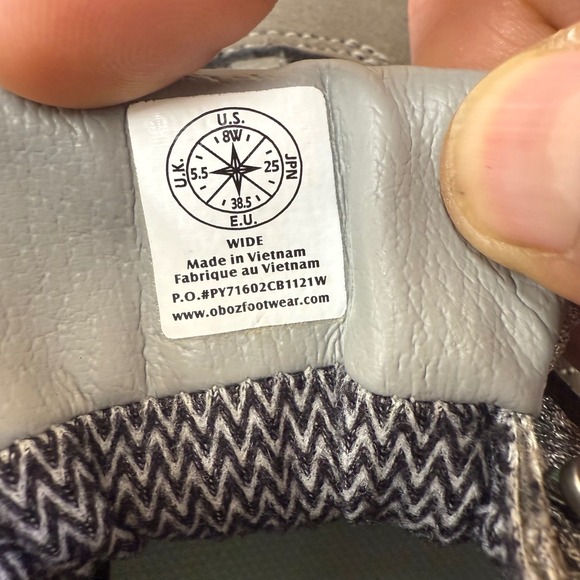 U.S.
8W
U.K. 5.5 25 JPN
38.5
E.U.
WIDE
Made in Vietnam
Fabrique au Vietnam
P.O.#PY71602CB1121W
www.obozfootwear.com